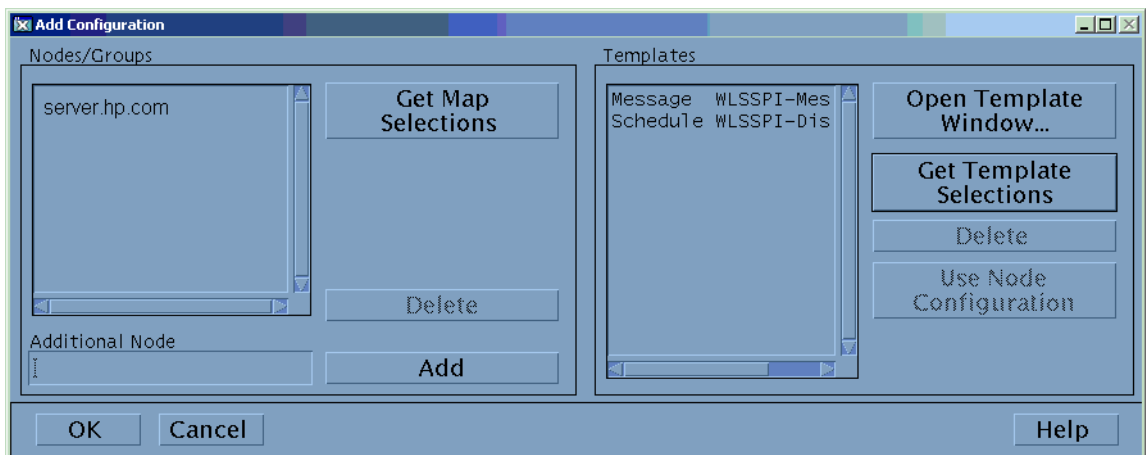 Add Configuration
Nodes/Groups
server.hp.com
Get Map
Selections
Delete
Additional Node
Add
Templates
Message WLSSPI-Mes
Schedule WLSSPI-Dis
Open Template
Window...
Get Template
Selections
Delete
Use Node
Configuration
OK
Cancel
Help